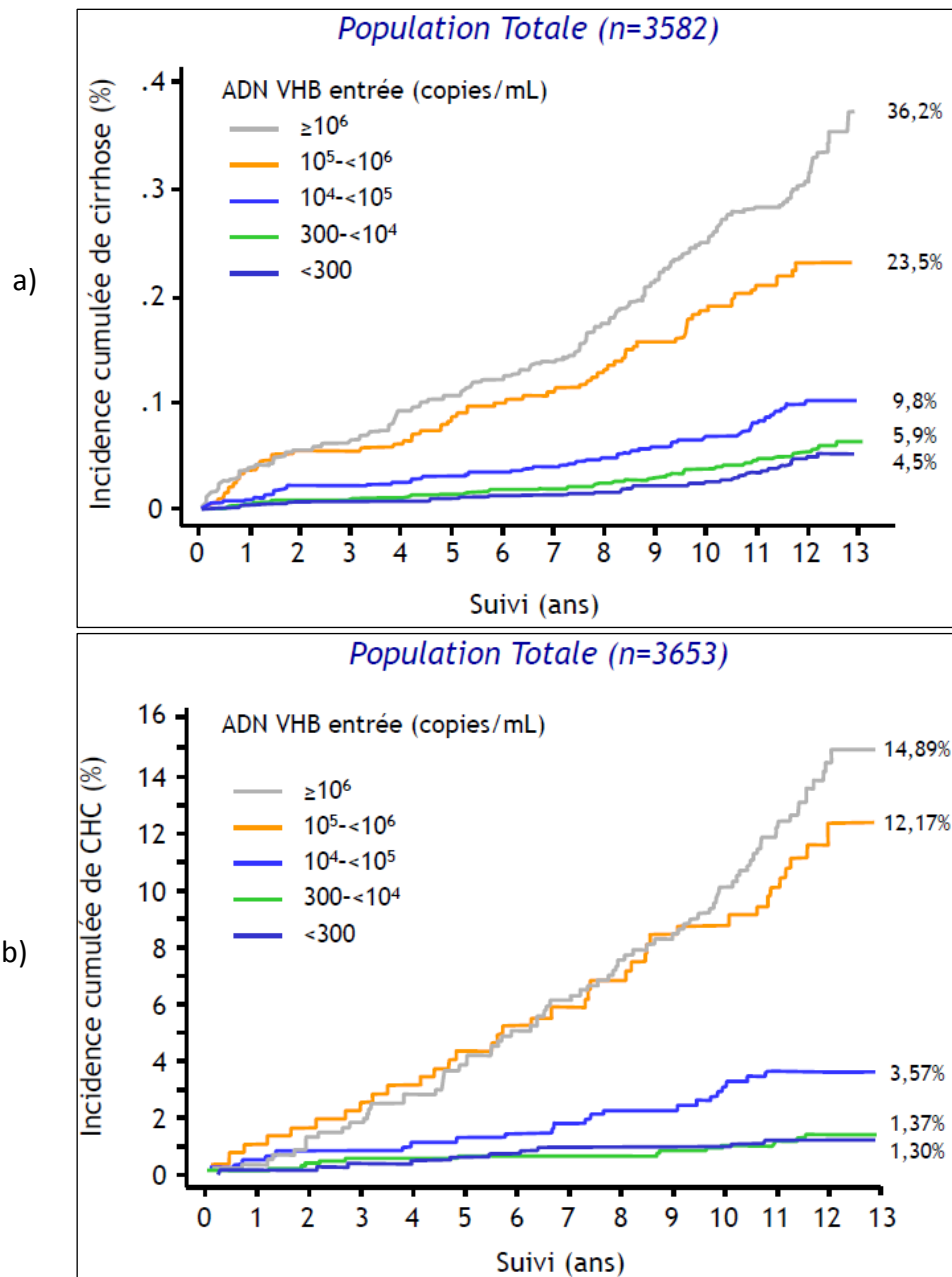 a)
Population Totale (n=3582)
Incidence cumulée de cirrhose (%)
.4
.3
.2
.1
0
ADN VHB entrée (copies/mL)
≥10⁶
10⁵-<10⁶
10⁴-<10⁵
300-<10⁴
<300
36,2%
23,5%
9,8%
5,9%
4,5%
0 1 2 3 4 5 6 7 8 9 10 11 12 13
Suivi (ans)
b)
Population Totale (n=3653)
Incidence cumulée de CHC (%)
16
14
12
10
8
6
4
2
0
ADN VHB entrée (copies/mL)
≥10⁶
10⁵-<10⁶
10⁴-<10⁵
300-<10⁴
<300
14,89%
12,17%
3,57%
1,37%
1,30%
0 1 2 3 4 5 6 7 8 9 10 11 12 13
Suivi (ans)